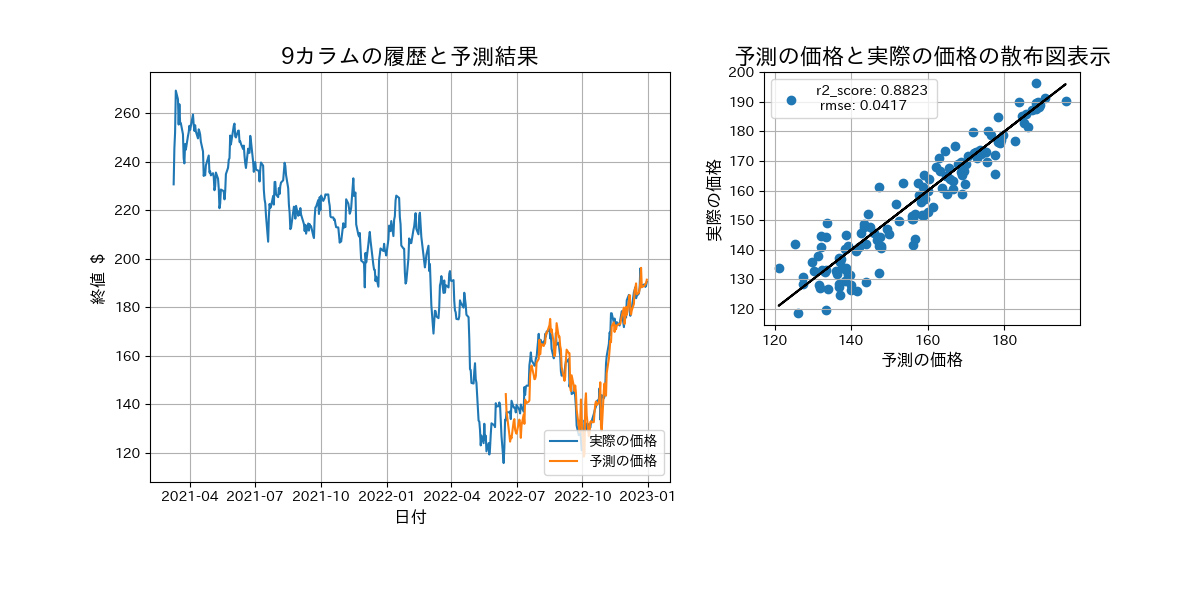 9カラムの履歴と予測結果
終値 $
260
240
220
200
180
160
140
120
2021-04 2021-07 2021-10 2022-01 2022-04 2022-07 2022-10 2023-01
日付
実際の価格
予測の価格
予測の価格と実際の価格の散布図表示
実際の価格
200
190
180
170
160
150
140
130
120
r2_score: 0.8823
rmse: 0.0417
120 140 160 180
予測の価格